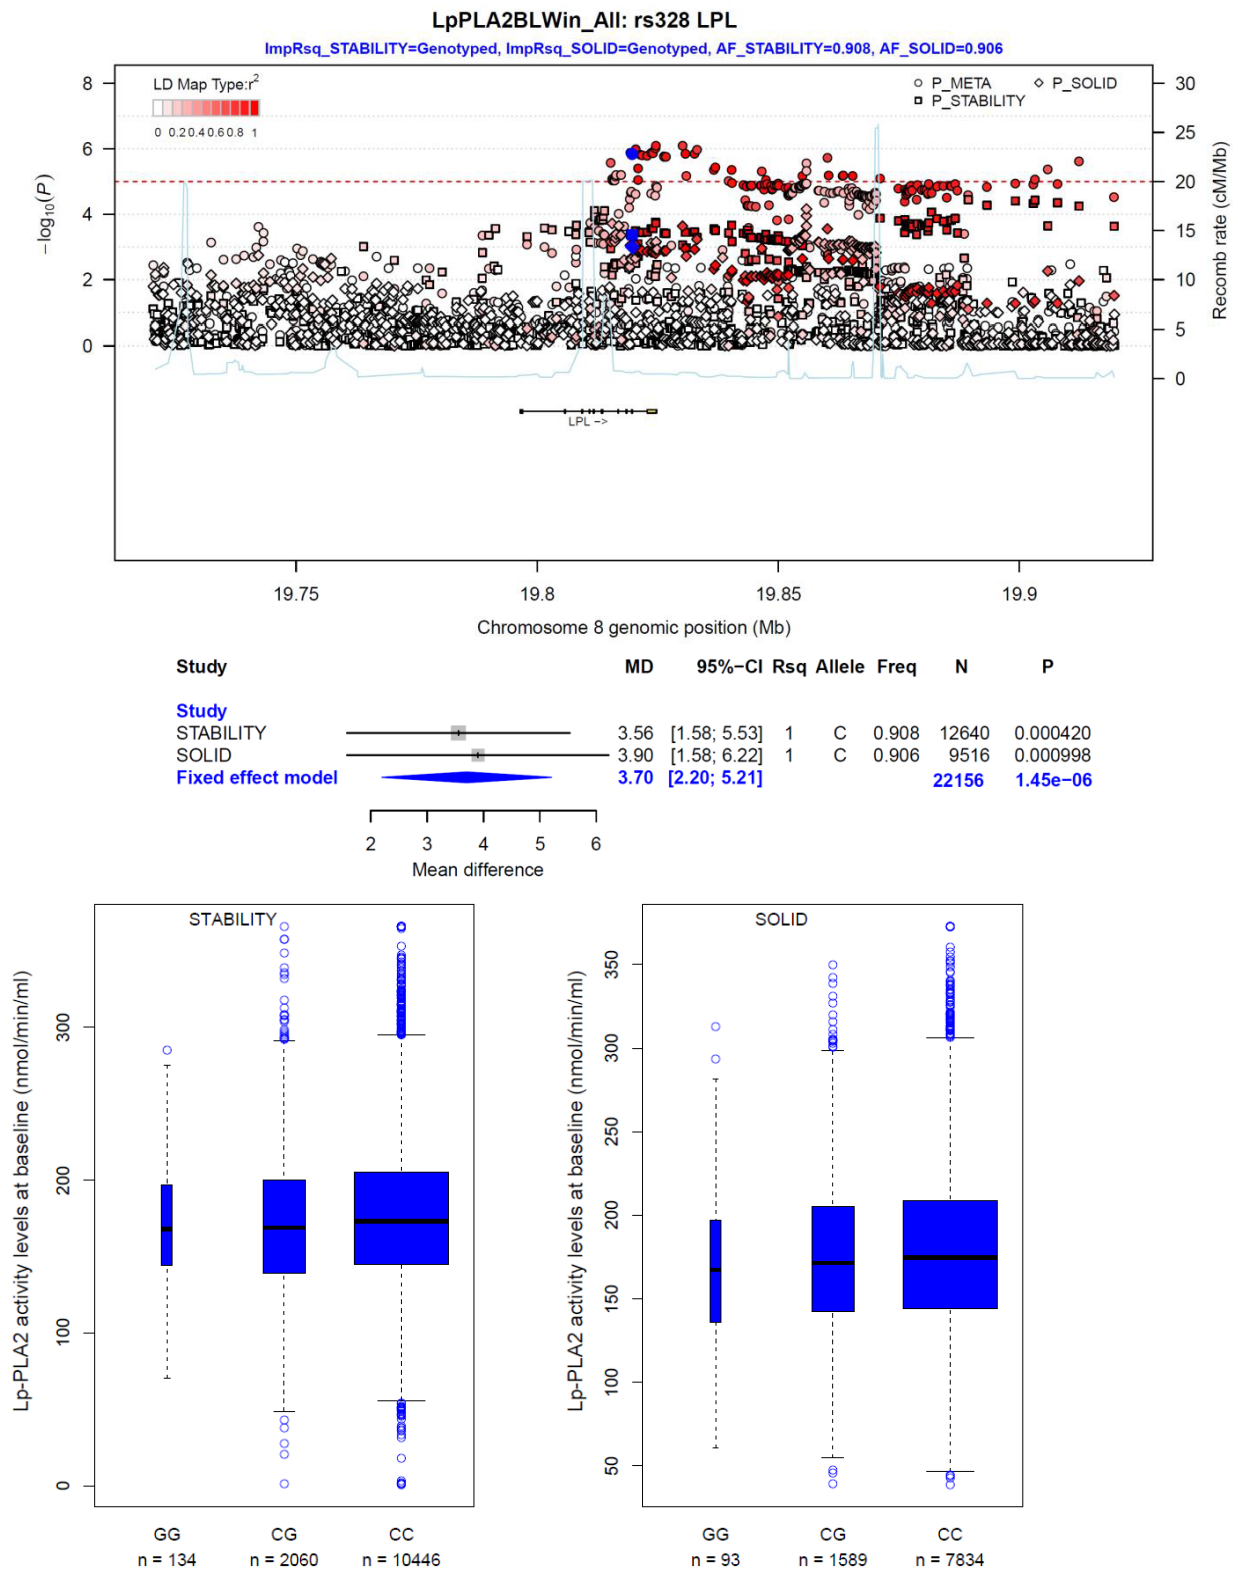 LpPLA2BLWin_All: rs328 LPL
ImpRsq_STABILITY=Genotyped, ImpRsq_SOLID=Genotyped, AF_STABILITY=0.908, AF_SOLID=0.906
LD Map Type:r²
0 0.2 0.4 0.6 0.8 1
P_META P_SOLID
P_STABILITY
8
6
4
2
0
−log₁₀(P)
30
25
20
15
10
5
0
Recomb rate (cM/Mb)
LPL −>
19.75 19.8 19.85 19.9
Chromosome 8 genomic position (Mb)
Study MD 95%−CI Rsq Allele Freq N P
Study
STABILITY 3.56 [1.58; 5.53] 1 C 0.908 12640 0.000420
SOLID 3.90 [1.58; 6.22] 1 C 0.906 9516 0.000998
Fixed effect model 3.70 [2.20; 5.21] 22156 1.45e−06
2 3 4 5 6
Mean difference
STABILITY
Lp-PLA2 activity levels at baseline (nmol/min/ml)
300
200
100
0
GG CG CC
n = 134 n = 2060 n = 10446
SOLID
Lp-PLA2 activity levels at baseline (nmol/min/ml)
350
300
250
200
150
100
50
GG CG CC
n = 93 n = 1589 n = 7834